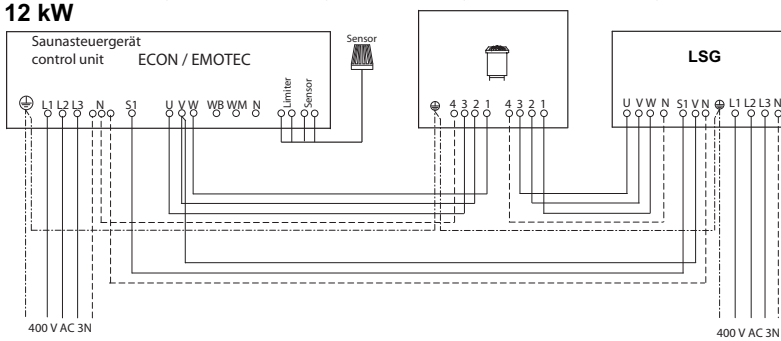 12 kW
Saunasteuergerät
control unit ECON / EMOTEC
Sensor
LSG
L1 L2 L3 N S1 U V W WB WM N Limiter Sensor
4 3 2 1 4 3 2 1
U V W N S1 V N L1 L2 L3 N
400 V AC 3N
400 V AC 3N